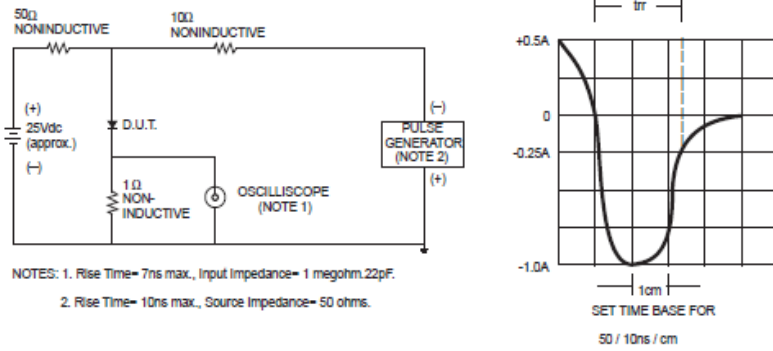 50Ω
NONINDUCTIVE
10Ω
NONINDUCTIVE
(+)
25Vdc
(approx.)
(−)
D.U.T.
1Ω
NON-
INDUCTIVE
OSCILLISCOPE
(NOTE 1)
(−)
PULSE
GENERATOR
(NOTE 2)
(+)
NOTES: 1. Rise Time= 7ns max., Input Impedance= 1 megohm.22pF.
2. Rise Time= 10ns max., Source Impedance= 50 ohms.
trr
+0.5A
0
-0.25A
-1.0A
1cm
SET TIME BASE FOR
50 / 10ns / cm